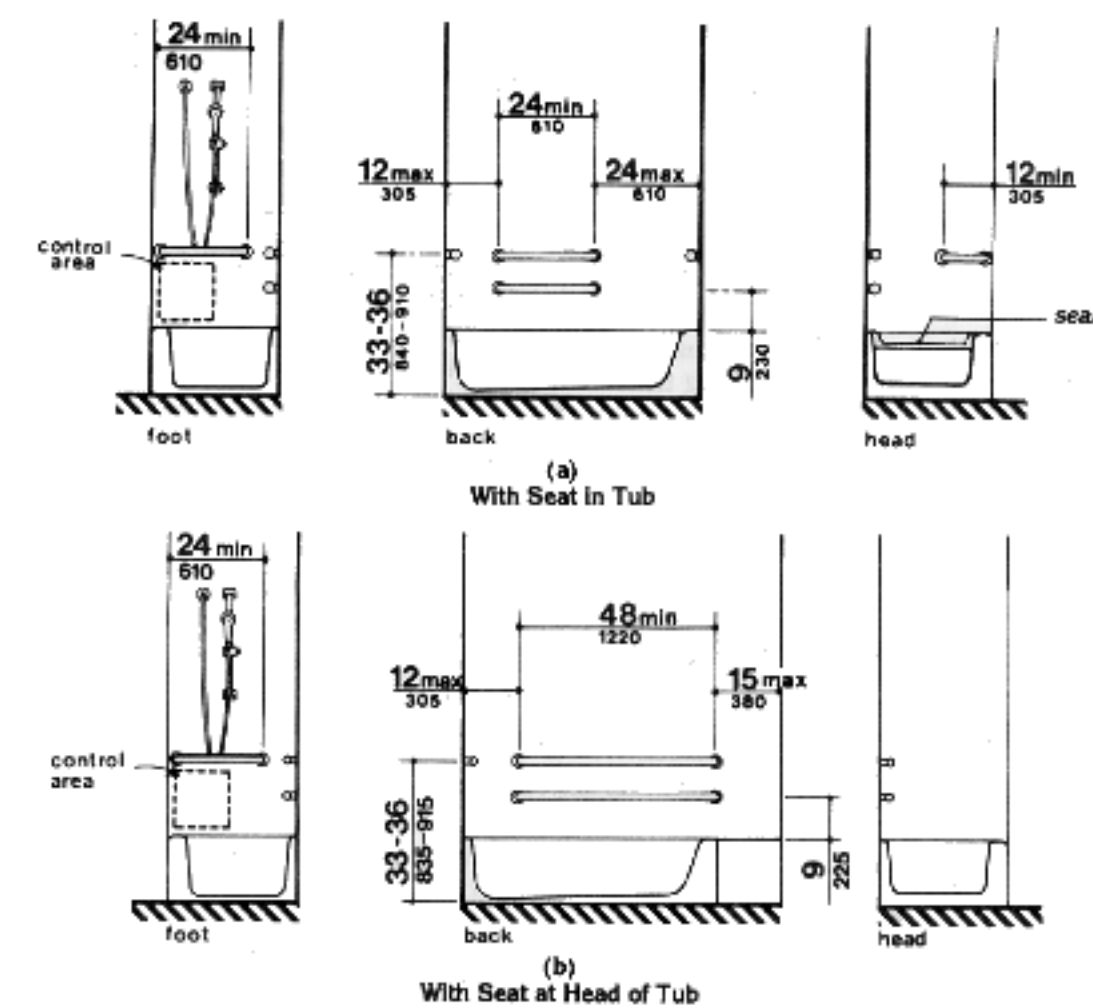 24 min
610
control
area
foot
24 min
610
12 max
305
24 max
610
33-36
840-910
9
230
back
12 min
305
sea
head
(a)
With Seat in Tub
24 min
610
control
area
foot
48 min
1220
12 max
305
15 max
380
33-36
835-915
9
225
back
head
(b)
With Seat at Head of Tub